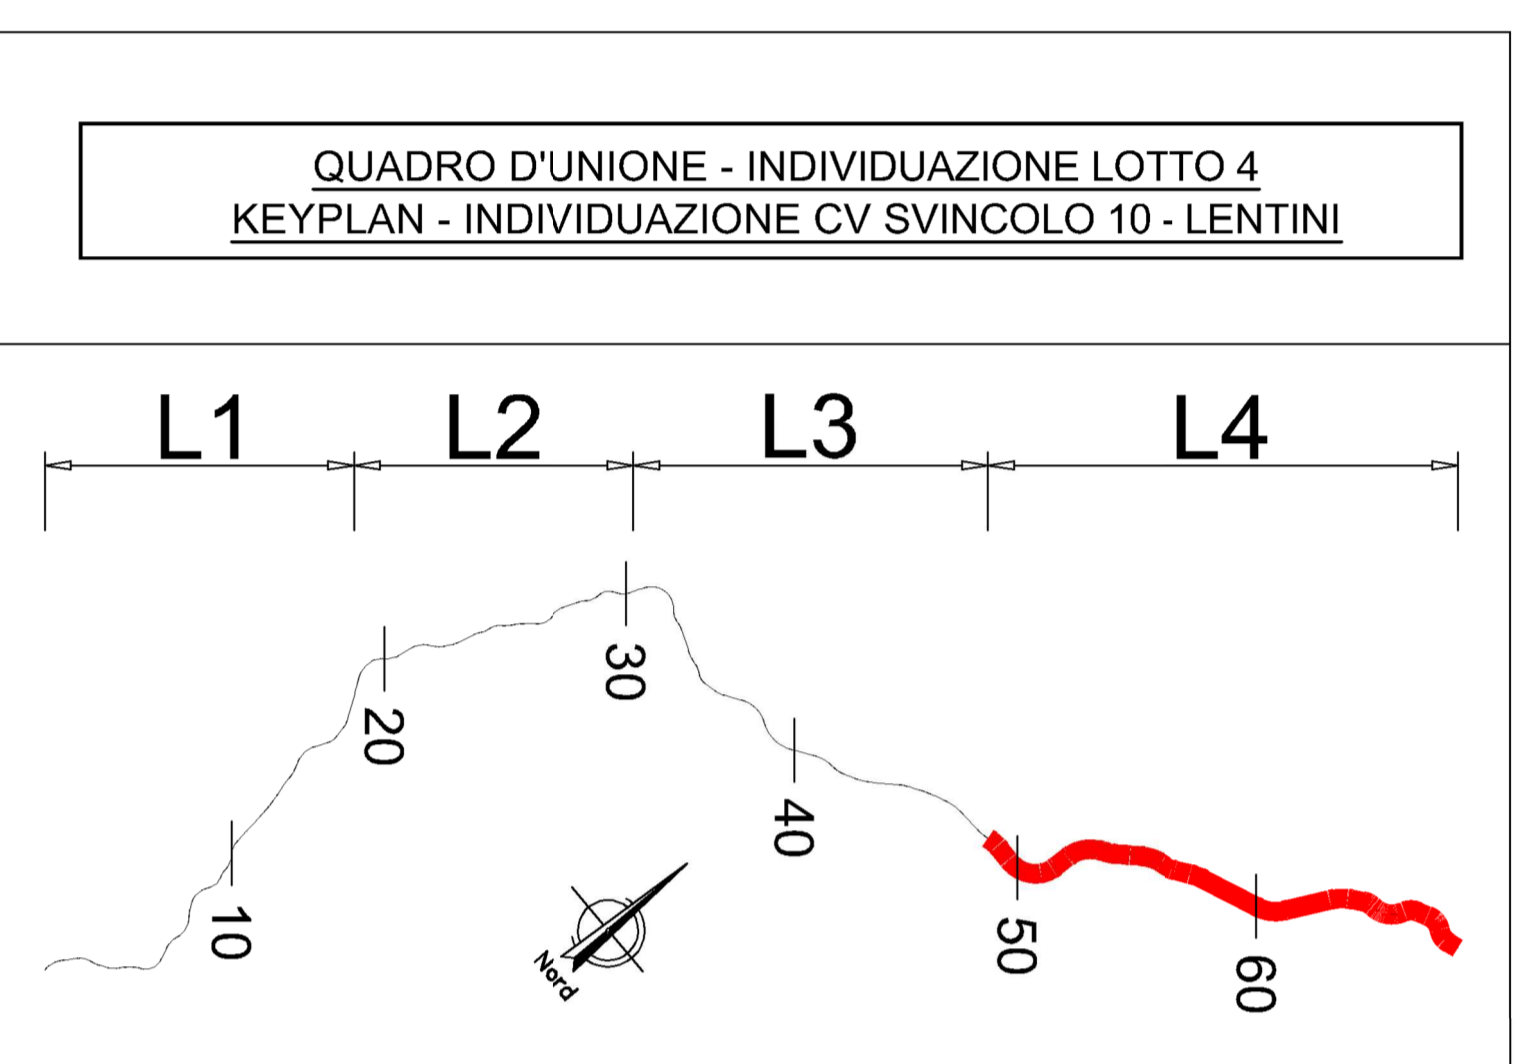 QUADRO D'UNIONE - INDIVIDUAZIONE LOTTO 4
KEYPLAN - INDIVIDUAZIONE CV SVINCOLO 10 - LENTINI
L1
L2
L3
L4
10
20
30
40
50
60
Nord